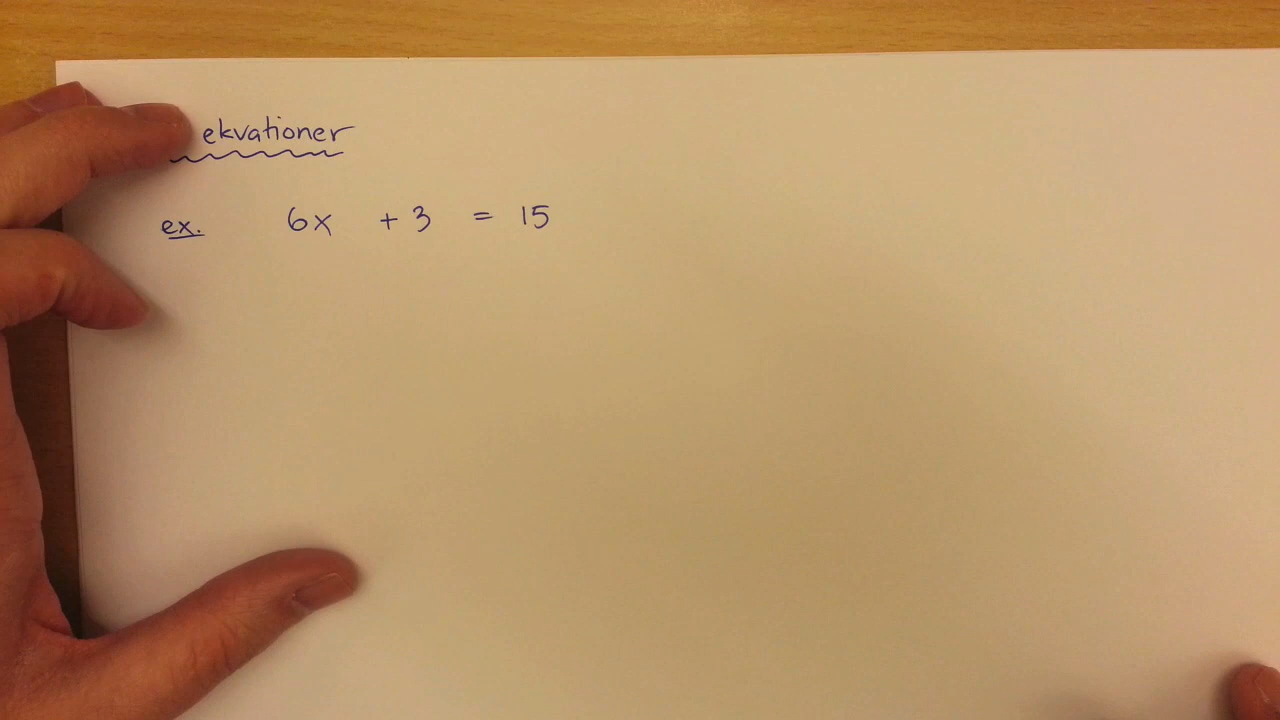 ekvationer
ex. 6x + 3 = 15